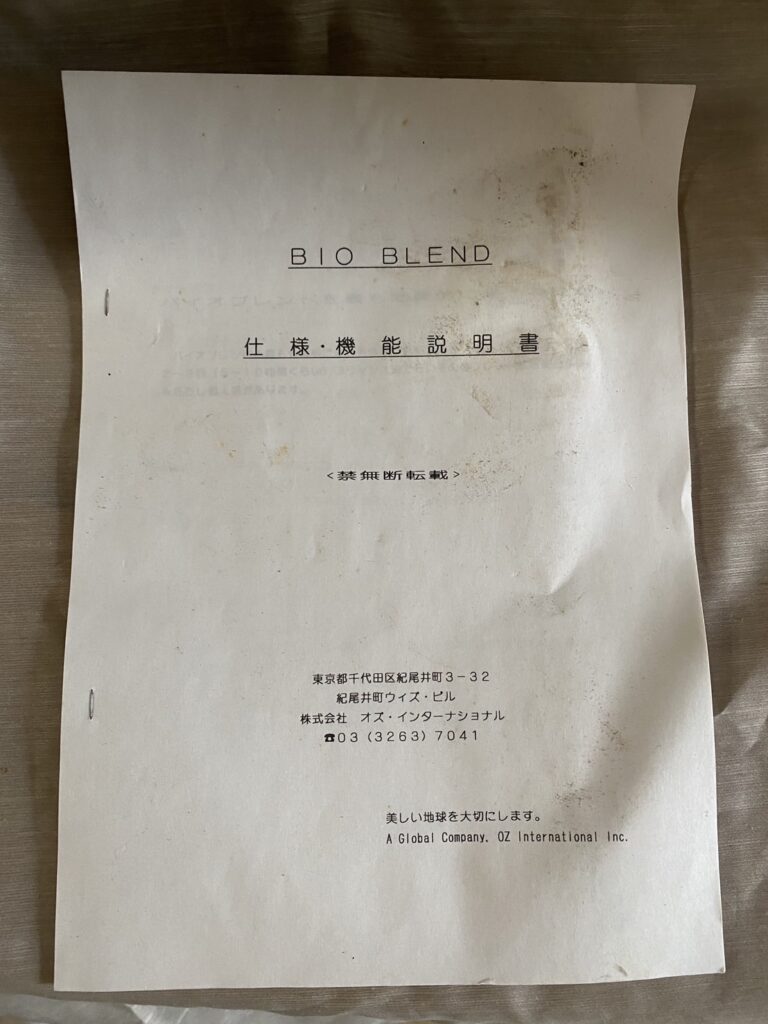 BIO BLEND
仕様・機能説明書
<禁無断転載>
東京都千代田区紀尾井町3-32
紀尾井町ウィズ・ビル
株式会社 オズ・インターナショナル
☎03(3263)7041
美しい地球を大切にします。
A Global Company. OZ International Inc.